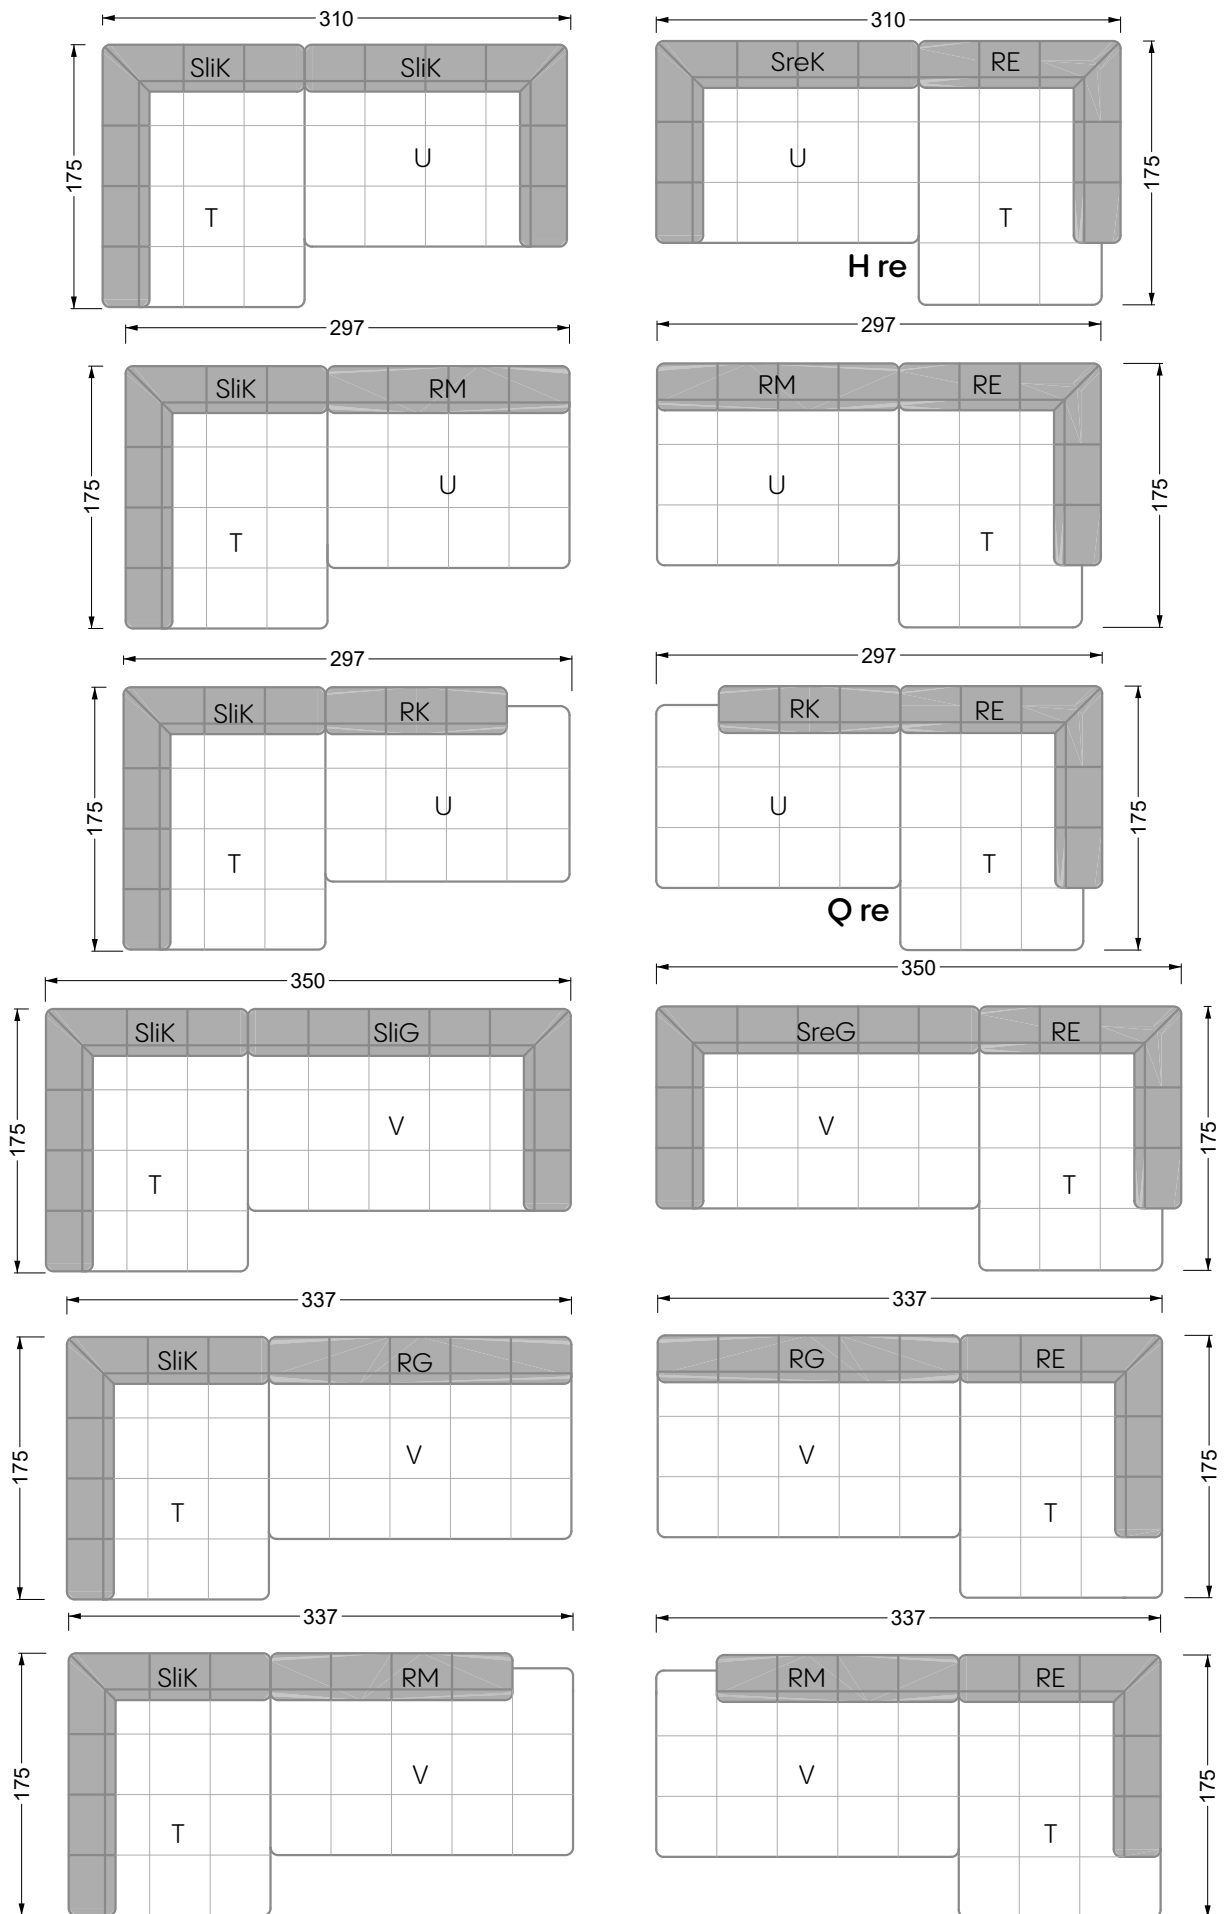 310
310
SliK
SliK
SreK
RE
175
U
T
175
U
T
H re
297
297
SliK
RM
RM
RE
175
U
T
175
U
T
297
297
SliK
RK
RK
RE
175
U
T
175
U
T
Q re
350
350
SliK
SliG
SreG
RE
175
V
T
175
V
T
337
337
SliK
RG
RG
RE
175
V
T
175
V
T
337
337
SliK
RM
RM
RE
175
V
T
175
V
T